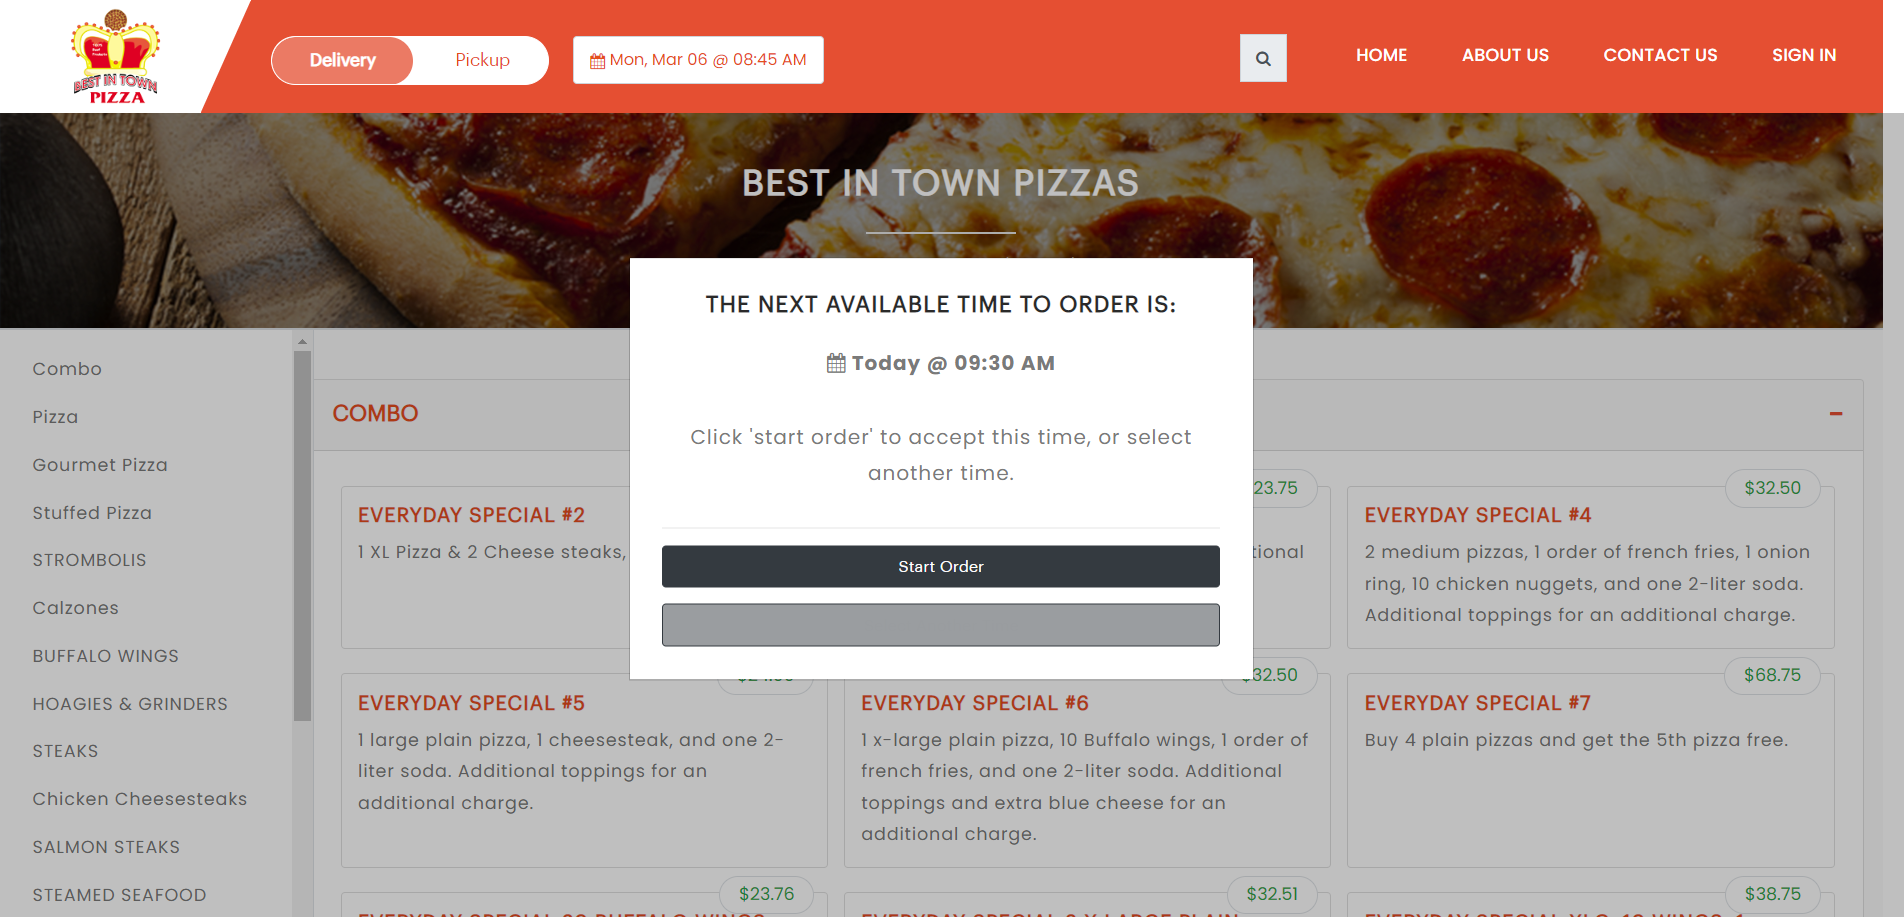 BEST IN TOWN
PIZZA
Delivery
Pickup
Mon, Mar 06 @ 08:45 AM
HOME
ABOUT US
CONTACT US
SIGN IN
BEST IN TOWN PIZZAS
THE NEXT AVAILABLE TIME TO ORDER IS:
Today @ 09:30 AM
Click 'start order' to accept this time, or select
another time.
Start Order
Combo
Pizza
Gourmet Pizza
Stuffed Pizza
STROMBOLIS
Calzones
BUFFALO WINGS
HOAGIES & GRINDERS
STEAKS
Chicken Cheesesteaks
SALMON STEAKS
STEAMED SEAFOOD
COMBO
EVERYDAY SPECIAL #2
1 XL Pizza & 2 Cheese steaks,
23.75
$32.50
EVERYDAY SPECIAL #4
2 medium pizzas, 1 order of french fries, 1 onion
ring, 10 chicken nuggets, and one 2-liter soda.
Additional toppings for an additional charge.
EVERYDAY SPECIAL #5
1 large plain pizza, 1 cheesesteak, and one 2-
liter soda. Additional toppings for an
additional charge.
32.50
EVERYDAY SPECIAL #6
1 x-large plain pizza, 10 Buffalo wings, 1 order of
french fries, and one 2-liter soda. Additional
toppings and extra blue cheese for an
additional charge.
$68.75
EVERYDAY SPECIAL #7
Buy 4 plain pizzas and get the 5th pizza free.
$23.76
$32.51
$38.75